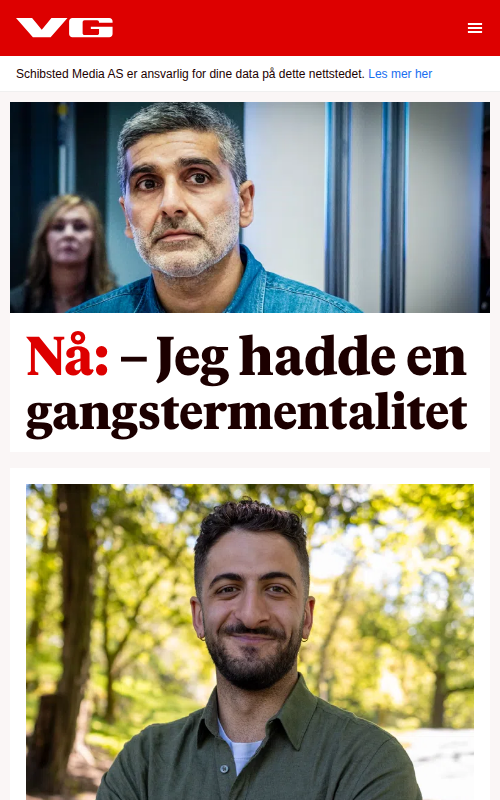 VG
Schibsted Media AS er ansvarlig for dine data på dette nettstedet. Les mer her
Nå: – Jeg hadde en
gangstermentalitet